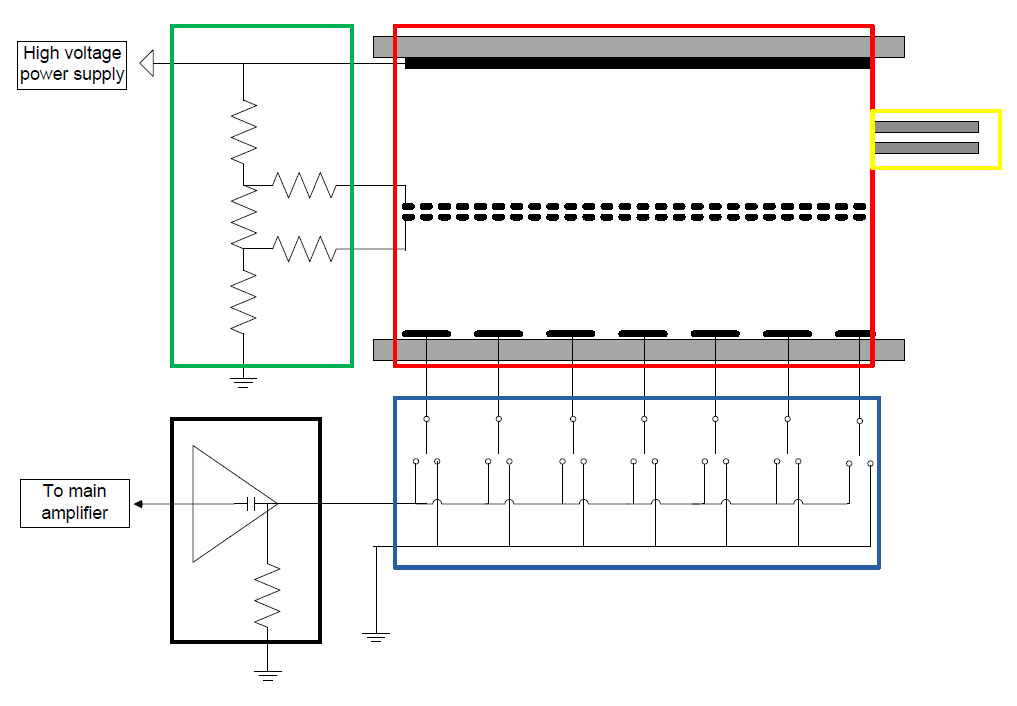 High voltage
power supply
To main
amplifier